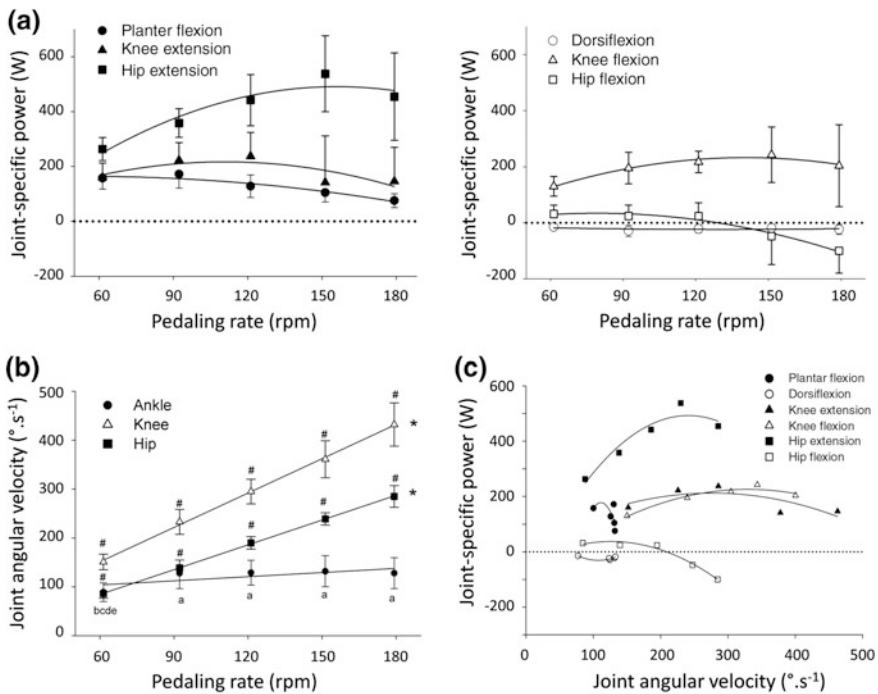 (a)
Planter flexion
Knee extension
Hip extension
Joint-specific power (W)
600
400
200
0
-200
60 90 120 150 180
Pedaling rate (rpm)
Dorsiflexion
Knee flexion
Hip flexion
Joint-specific power (W)
600
400
200
0
-200
60 90 120 150 180
Pedaling rate (rpm)
(b)
Ankle
Knee
Hip
Joint angular velocity (°.s⁻¹)
500
400
300
200
100
0
# # # # #
# # # # #
* *
bcde a a a a
60 90 120 150 180
Pedaling rate (rpm)
(c)
Plantar flexion
Dorsiflexion
Knee extension
Knee flexion
Hip extension
Hip flexion
Joint-specific power (W)
600
400
200
0
-200
0 100 200 300 400 500
Joint angular velocity (°.s⁻¹)